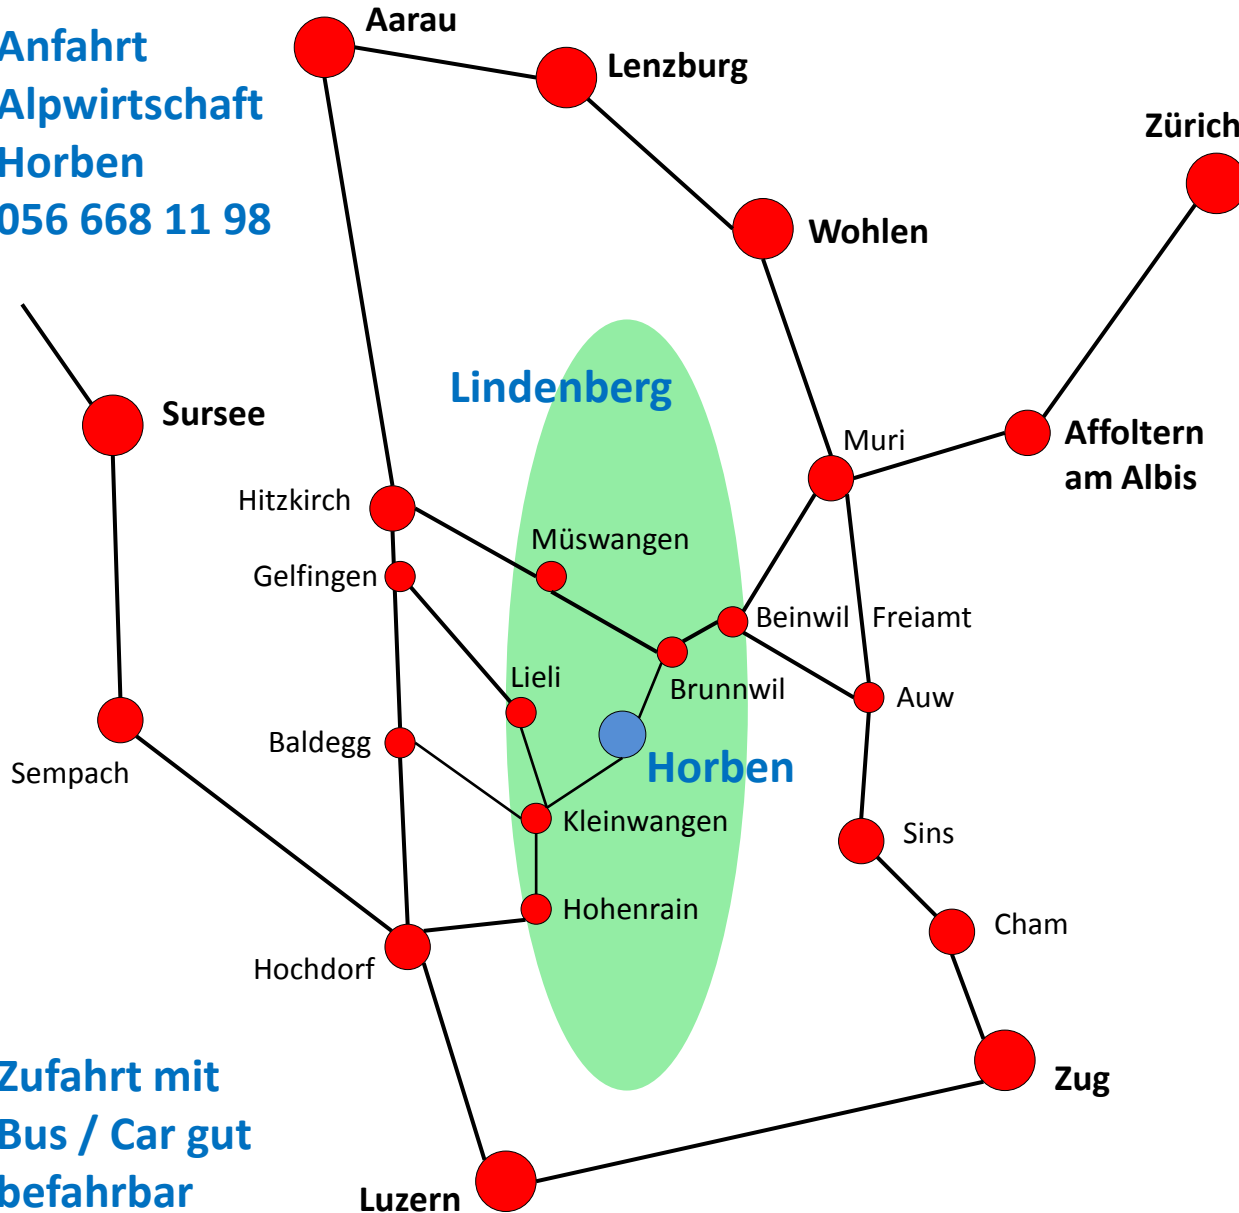 Anfahrt
Alpwirtschaft
Horben
056 668 11 98
Aarau
Lenzburg
Zürich
Wohlen
Lindenberg
Sursee
Muri
Affoltern
am Albis
Hitzkirch
Müswangen
Gelfingen
Beinwil
Freiamt
Lieli
Brunnwil
Auw
Baldegg
Horben
Sempach
Kleinwangen
Sins
Hohenrain
Cham
Hochdorf
Zufahrt mit
Bus / Car gut
befahrbar
Zug
Luzern